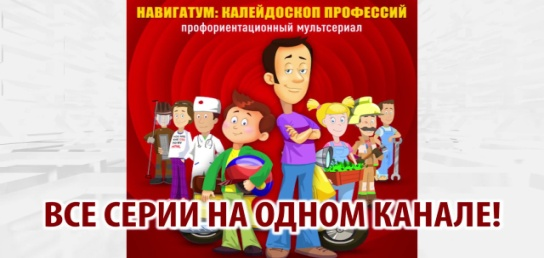 НАВИГАТУМ: КАЛЕЙДОСКОП ПРОФЕССИЙ
профориентационный мультсериал
ВСЕ СЕРИИ НА ОДНОМ КАНАЛЕ!